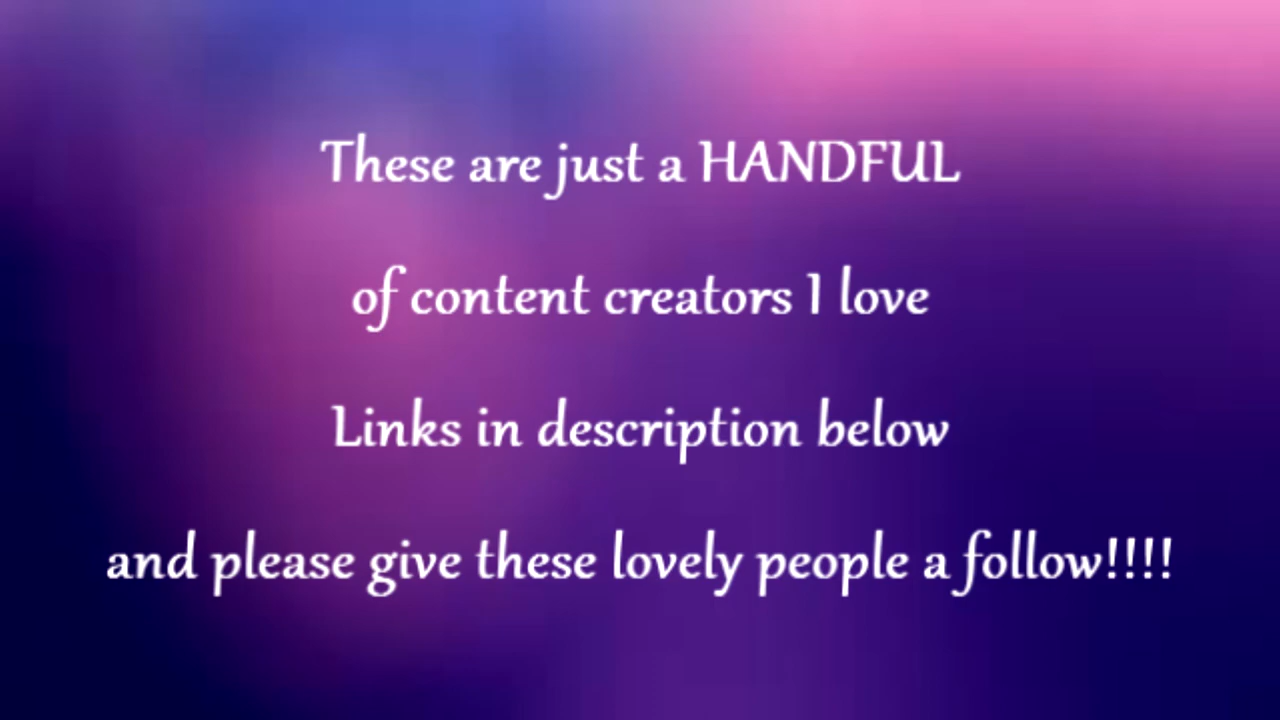 These are just a HANDFUL
of content creators I love
Links in description below
and please give these lovely people a follow!!!!